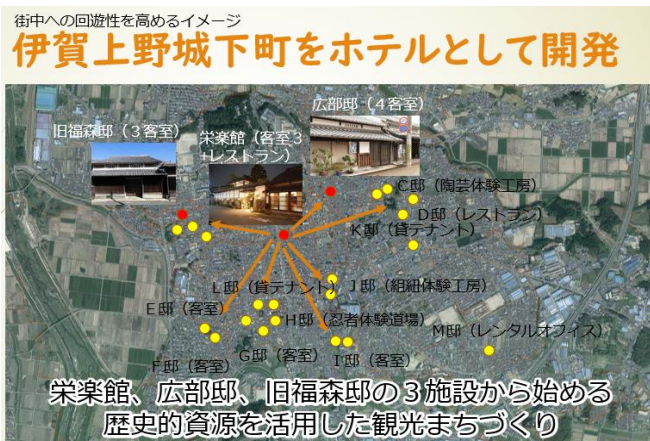 街中への回遊性を高めるイメージ
伊賀上野城下町をホテルとして開発
旧福森邸（３客室）
栄楽館（客室３
+レストラン）
広部邸（４客室）
C邸（陶芸体験工房）
D邸（レストラン）
K邸（貸テナント）
L邸（貸テナント）
J邸（組紐体験工房）
E邸（客室）
H邸（忍者体験道場）
M邸（レンタルオフィス）
F邸（客室）
G邸（客室）
I邸（客室）
栄楽館、広部邸、旧福森邸の３施設から始める
歴史的資源を活用した観光まちづくり